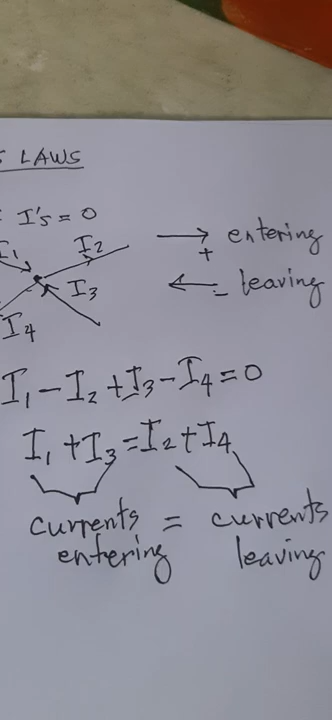 LAWS
I's = 0
I1 I2 → entering
+
I3 ← leaving
-
I4
I1 - I2 + I3 - I4 = 0
I1 + I3 = I2 + I4
currents = currents
entering leaving